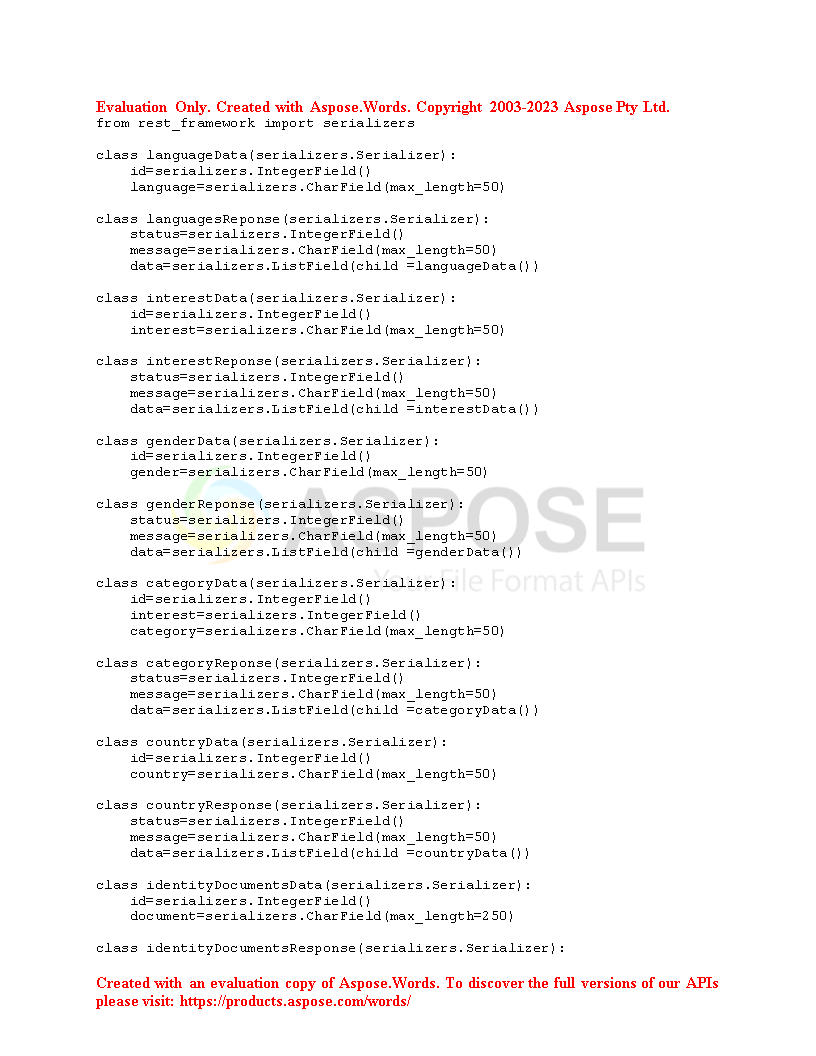 Evaluation Only. Created with Aspose.Words. Copyright 2003-2023 Aspose Pty Ltd.
from rest_framework import serializers

class languageData(serializers.Serializer):
    id=serializers.IntegerField()
    language=serializers.CharField(max_length=50)

class languagesReponse(serializers.Serializer):
    status=serializers.IntegerField()
    message=serializers.CharField(max_length=50)
    data=serializers.ListField(child =languageData())

class interestData(serializers.Serializer):
    id=serializers.IntegerField()
    interest=serializers.CharField(max_length=50)

class interestReponse(serializers.Serializer):
    status=serializers.IntegerField()
    message=serializers.CharField(max_length=50)
    data=serializers.ListField(child =interestData())

class genderData(serializers.Serializer):
    id=serializers.IntegerField()
    gender=serializers.CharField(max_length=50)

class genderReponse(serializers.Serializer):
    status=serializers.IntegerField()
    message=serializers.CharField(max_length=50)
    data=serializers.ListField(child =genderData())
ASPOSE
Your File Format APIs

class categoryData(serializers.Serializer):
    id=serializers.IntegerField()
    interest=serializers.IntegerField()
    category=serializers.CharField(max_length=50)

class categoryReponse(serializers.Serializer):
    status=serializers.IntegerField()
    message=serializers.CharField(max_length=50)
    data=serializers.ListField(child =categoryData())

class countryData(serializers.Serializer):
    id=serializers.IntegerField()
    country=serializers.CharField(max_length=50)

class countryResponse(serializers.Serializer):
    status=serializers.IntegerField()
    message=serializers.CharField(max_length=50)
    data=serializers.ListField(child =countryData())

class identityDocumentsData(serializers.Serializer):
    id=serializers.IntegerField()
    document=serializers.CharField(max_length=250)

class identityDocumentsResponse(serializers.Serializer):

Created with an evaluation copy of Aspose.Words. To discover the full versions of our APIs
please visit: https://products.aspose.com/words/